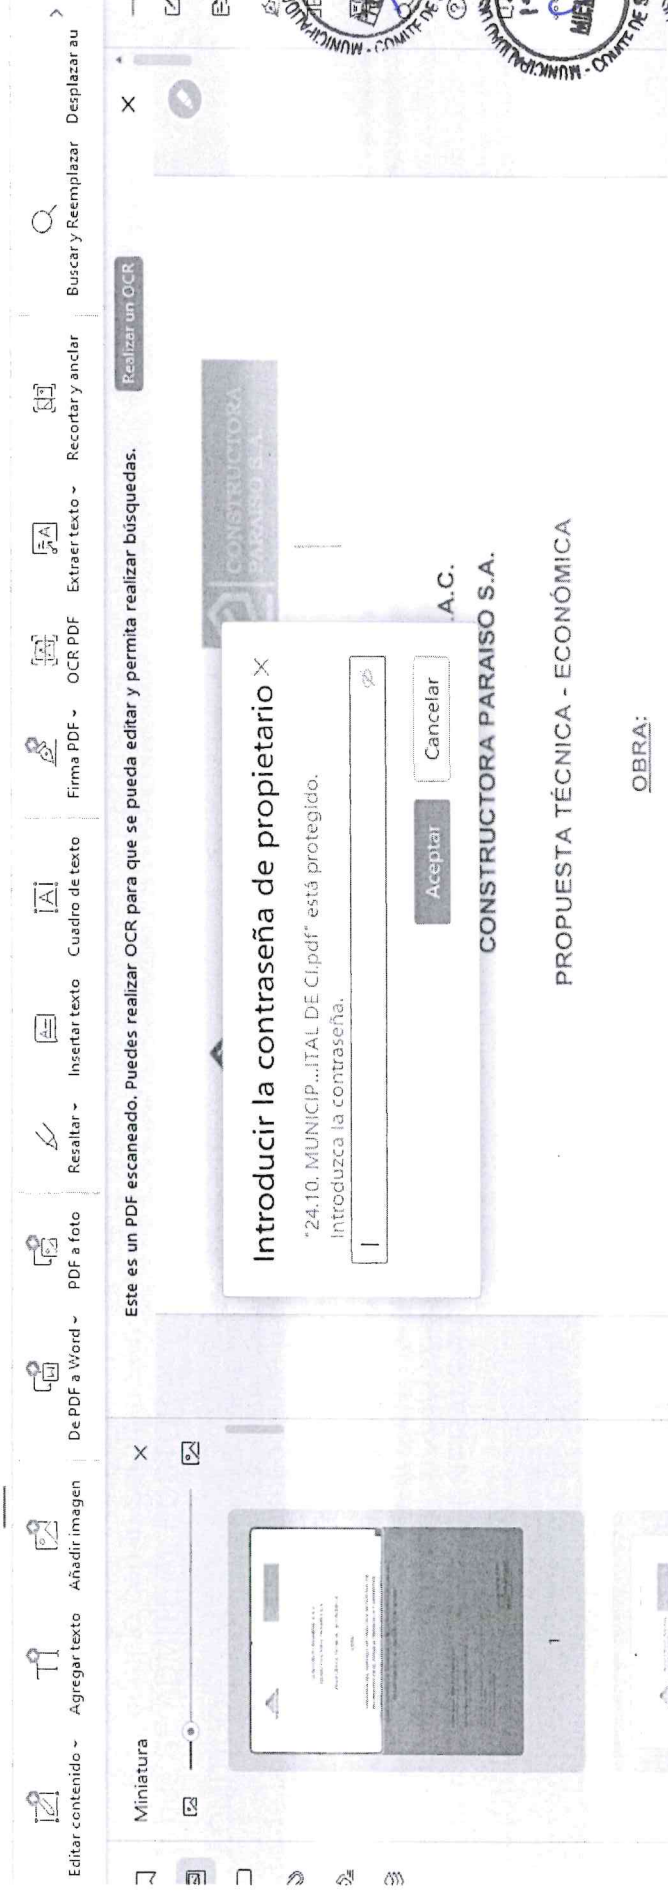 Editar contenido
Agregar texto
Añadir imagen
De PDF a Word
PDF a foto
Resaltar
Insertar texto
Cuadro de texto
Firma PDF
OCR PDF
Extraer texto
Recortar y anclar
Buscar y Reemplazar
Desplazar au
Miniatura
1
Este es un PDF escaneado. Puedes realizar OCR para que se pueda editar y permita realizar búsquedas.
Realizar un OCR
CONSTRUCTORA
PARAISO S.A.
Introducir la contraseña de propietario
"24.10. MUNICIP...ITAL DE CI.pdf" está protegido.
Introduzca la contraseña.
Aceptar
Cancelar
A.C.
CONSTRUCTORA PARAISO S.A.
PROPUESTA TÉCNICA - ECONÓMICA
OBRA: